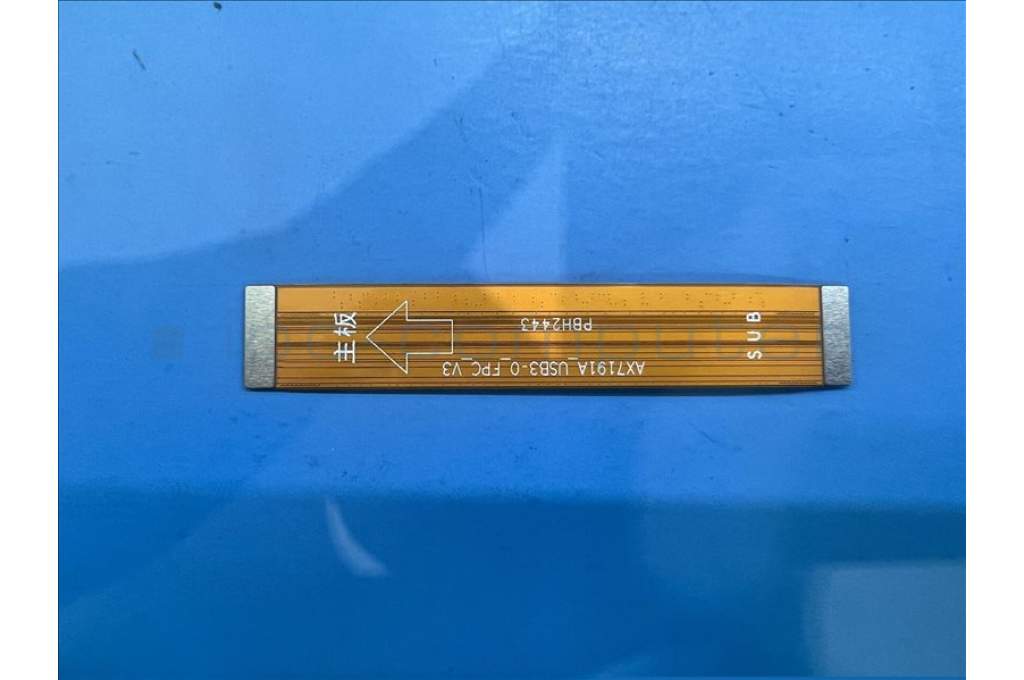 主板
PBH2443
AX7191A_USB3-0_FPC_V3
SUB